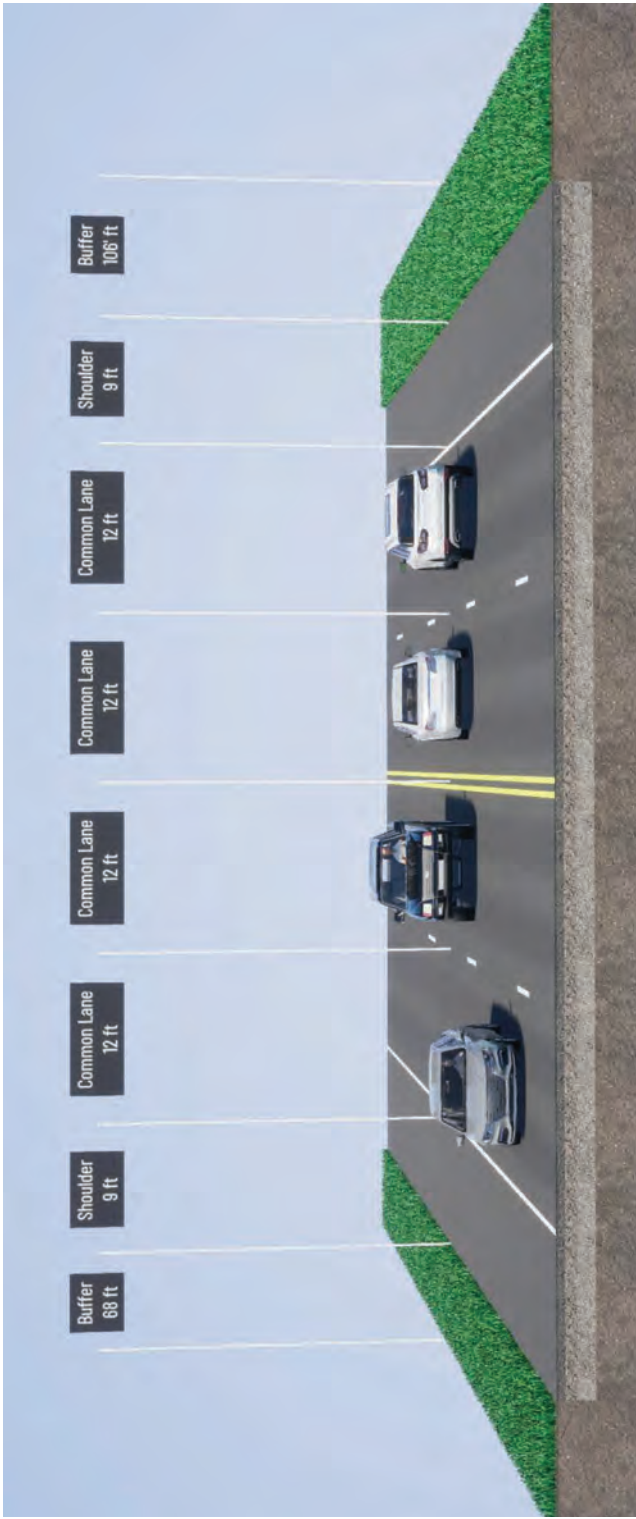 Buffer
68 ft
Shoulder
9 ft
Common Lane
12 ft
Common Lane
12 ft
Common Lane
12 ft
Common Lane
12 ft
Shoulder
9 ft
Buffer
106' ft